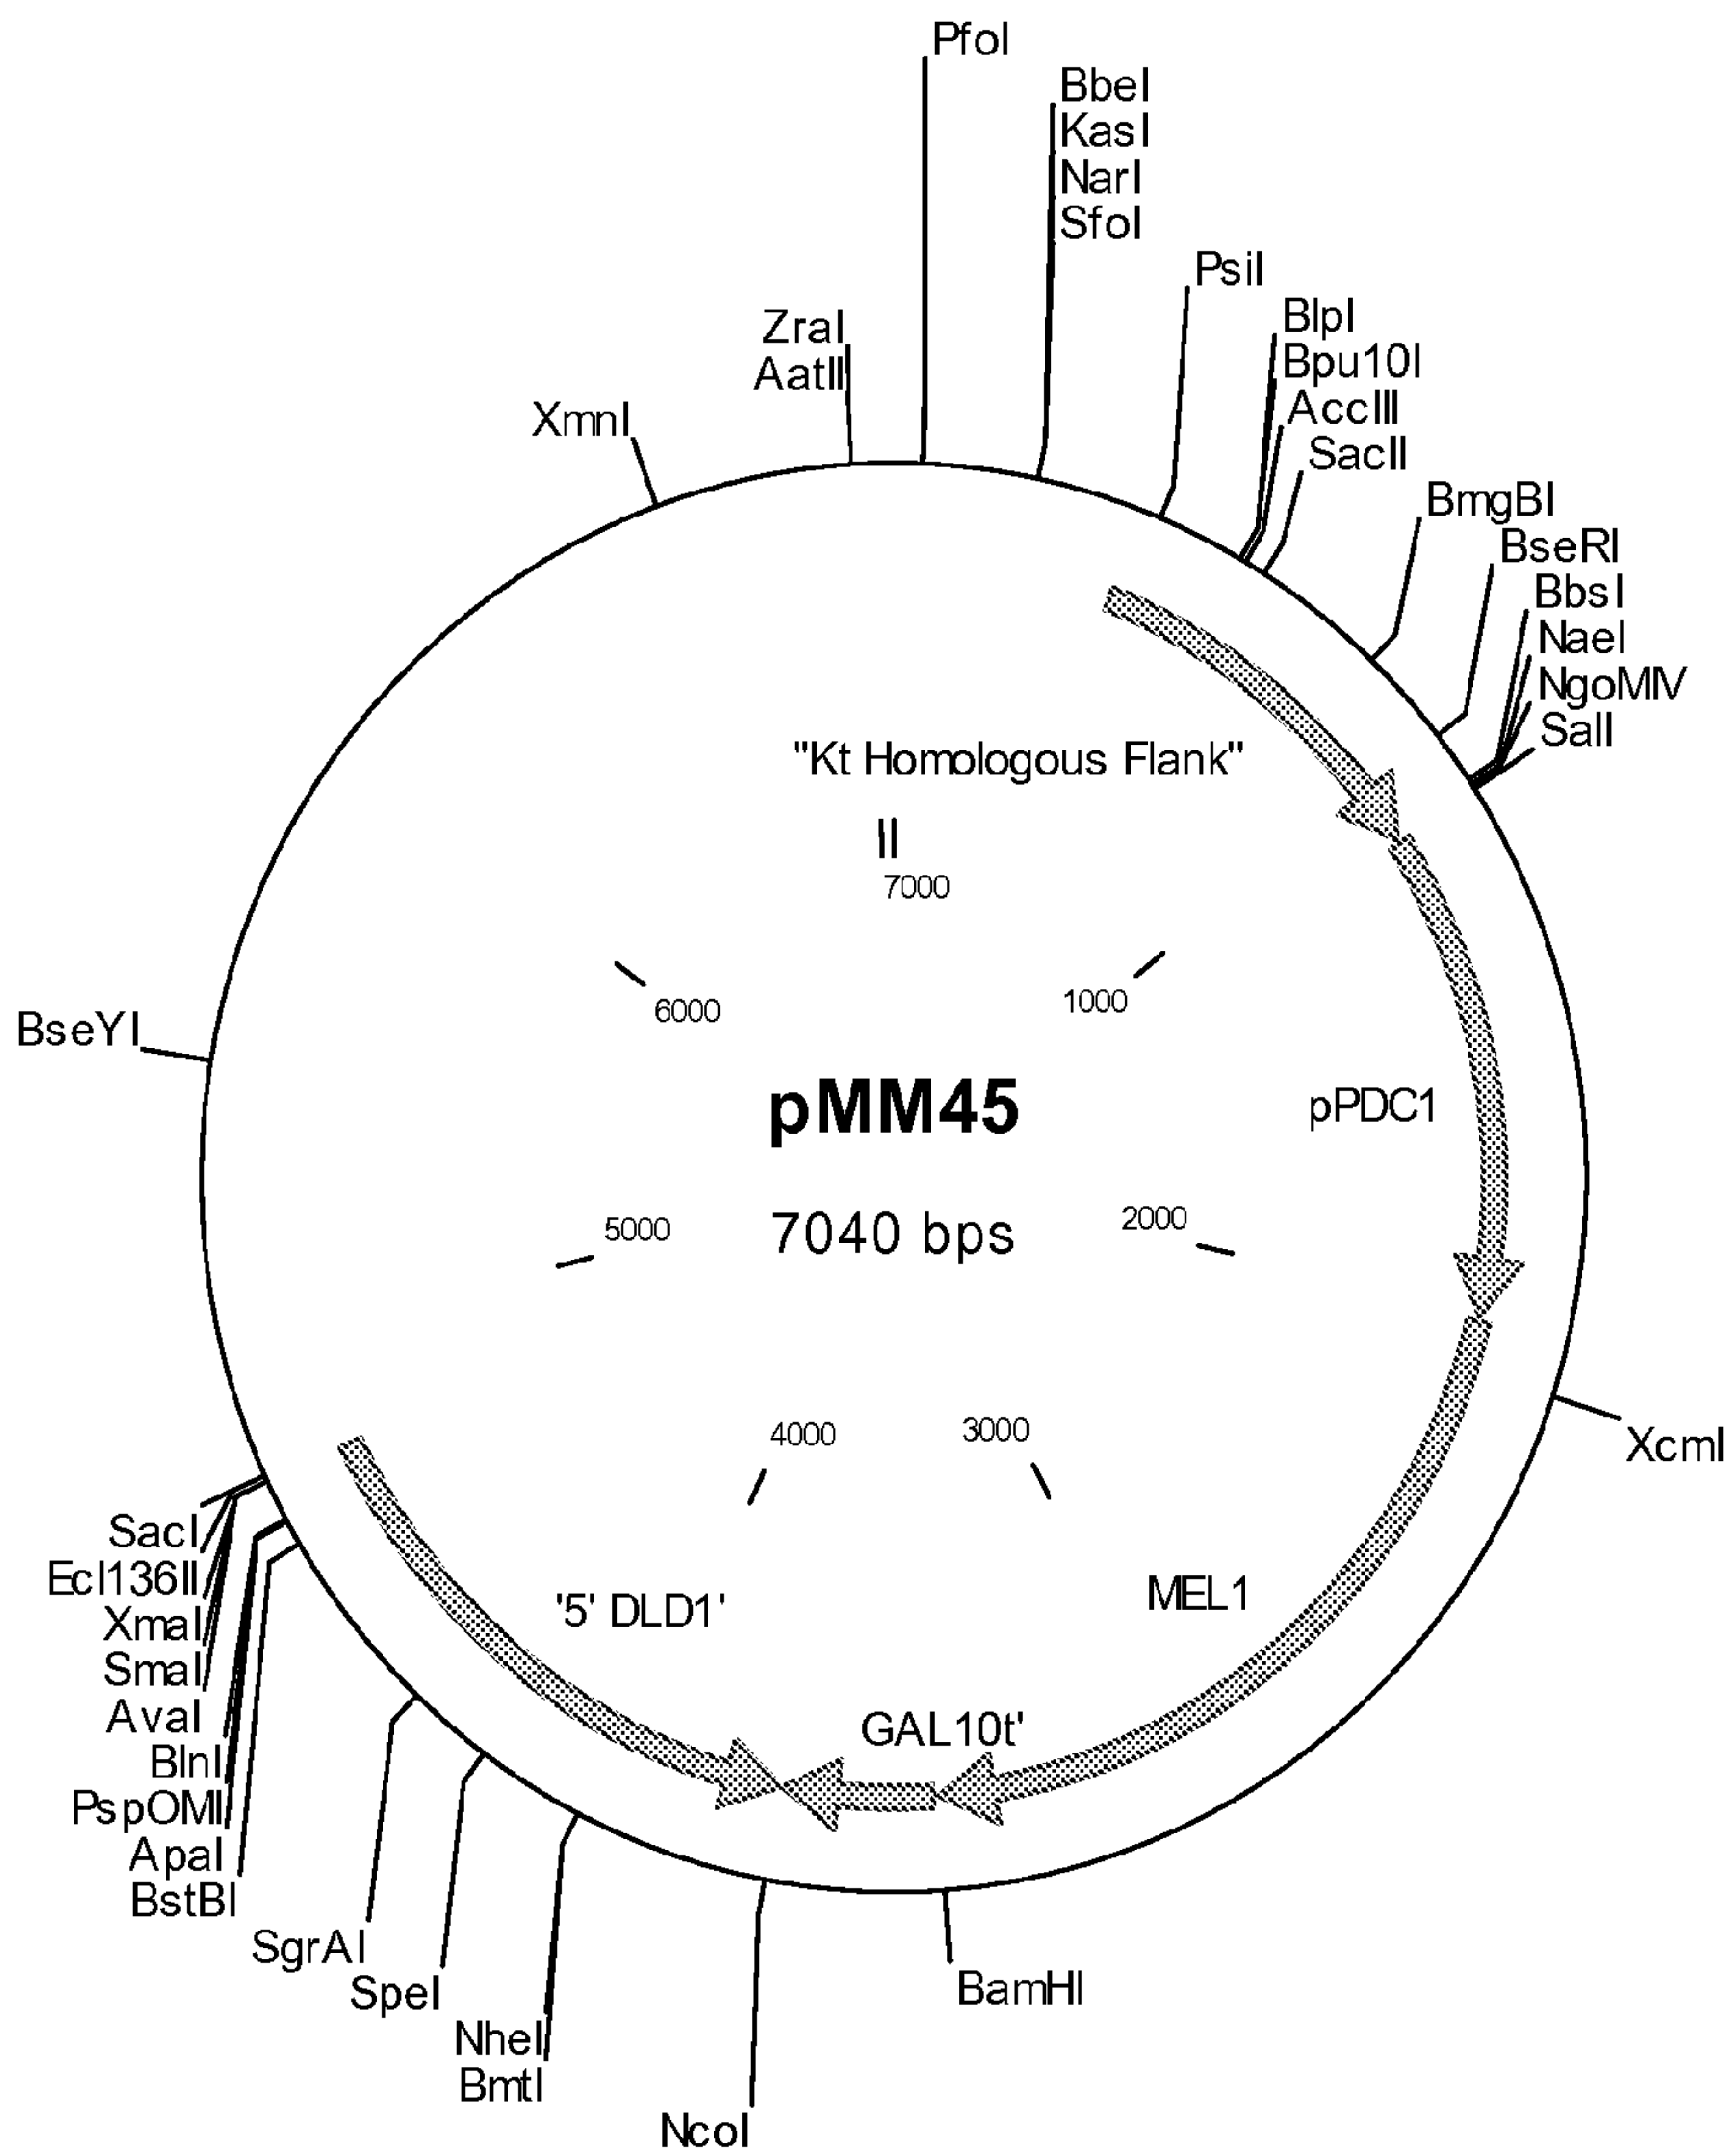 PfoI
BbeI
KasI
NarI
SfoI
PsiI
ZraI
AatII
BlpI
Bpu10I
AccIII
SacII
XmnI
BmgBI
BseRI
BbsI
NaeI
NgoMIV
SalI
"Kt Homologous Flank"
7000
6000
1000
BseYI
pMM45
pPDC1
7040 bps
5000
2000
4000
3000
XcmI
SacI
Ecl136II
XmaI
SmaI
AvaI
BlnI
PspOMI
ApaI
BstBI
'5' DLD1'
MEL1
GAL10t'
SgrAI
SpeI
NheI
BmtI
NcoI
BamHI